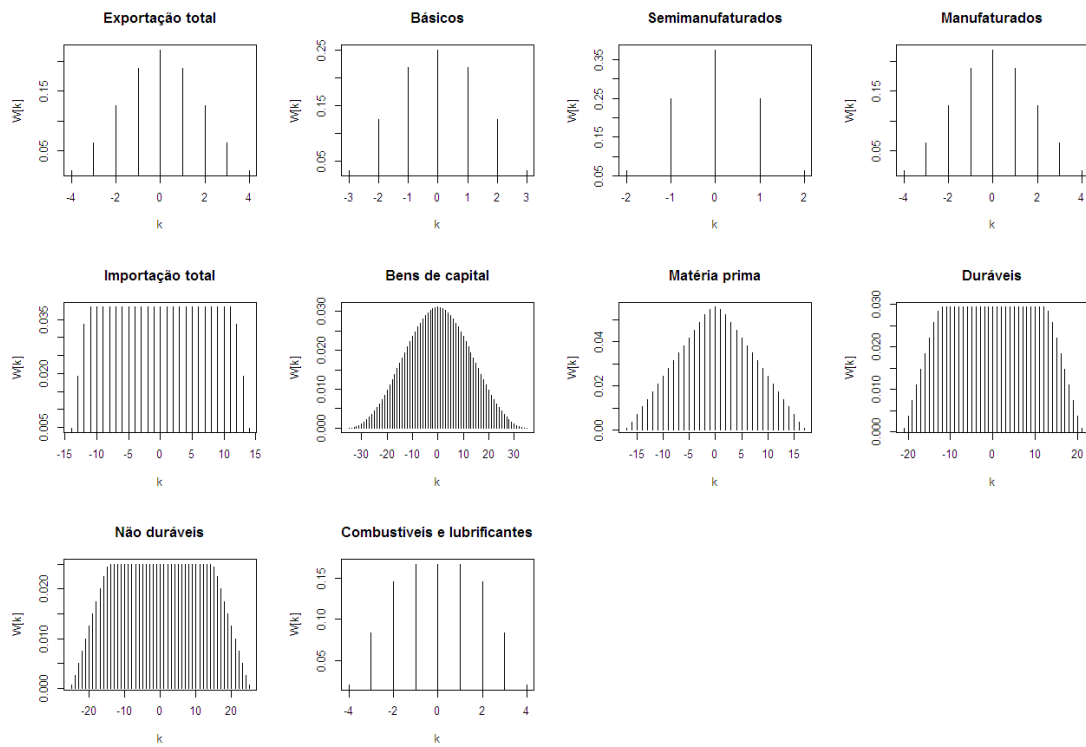 Exportação total
Básicos
Semimanufaturados
Manufaturados
W[k]
0.05
0.15
-4 -2 0 2 4
k
W[k]
0.05
0.15
0.25
-3 -2 -1 0 1 2 3
k
W[k]
0.05
0.15
0.25
0.35
-2 -1 0 1 2
k
W[k]
0.05
0.15
-4 -2 0 2 4
k
Importação total
Bens de capital
Matéria prima
Duráveis
W[k]
0.005
0.020
0.035
-15 -10 -5 0 5 10 15
k
W[k]
0.000
0.010
0.020
0.030
-30 -20 -10 0 10 20 30
k
W[k]
0.00
0.02
0.04
-15 -10 -5 0 5 10 15
k
W[k]
0.000
0.010
0.020
0.030
-20 -10 0 10 20
k
Não duráveis
Combustíveis e lubrificantes
W[k]
0.000
0.010
0.020
-20 -10 0 10 20
k
W[k]
0.05
0.10
0.15
-4 -2 0 2 4
k